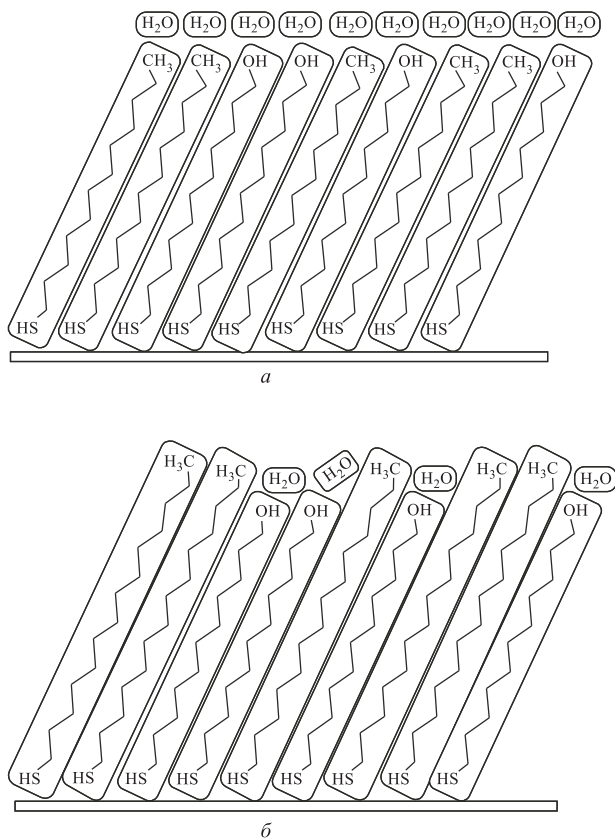 H₂O H₂O H₂O H₂O H₂O H₂O H₂O H₂O H₂O H₂O
CH₃ CH₃ OH OH CH₃ OH CH₃ CH₃ OH
HS HS HS HS HS HS HS HS HS
а
H₃C H₃C H₂O H₂O H₃C H₂O H₃C H₃C H₂O
OH OH OH OH
HS HS HS HS HS HS HS HS HS
б